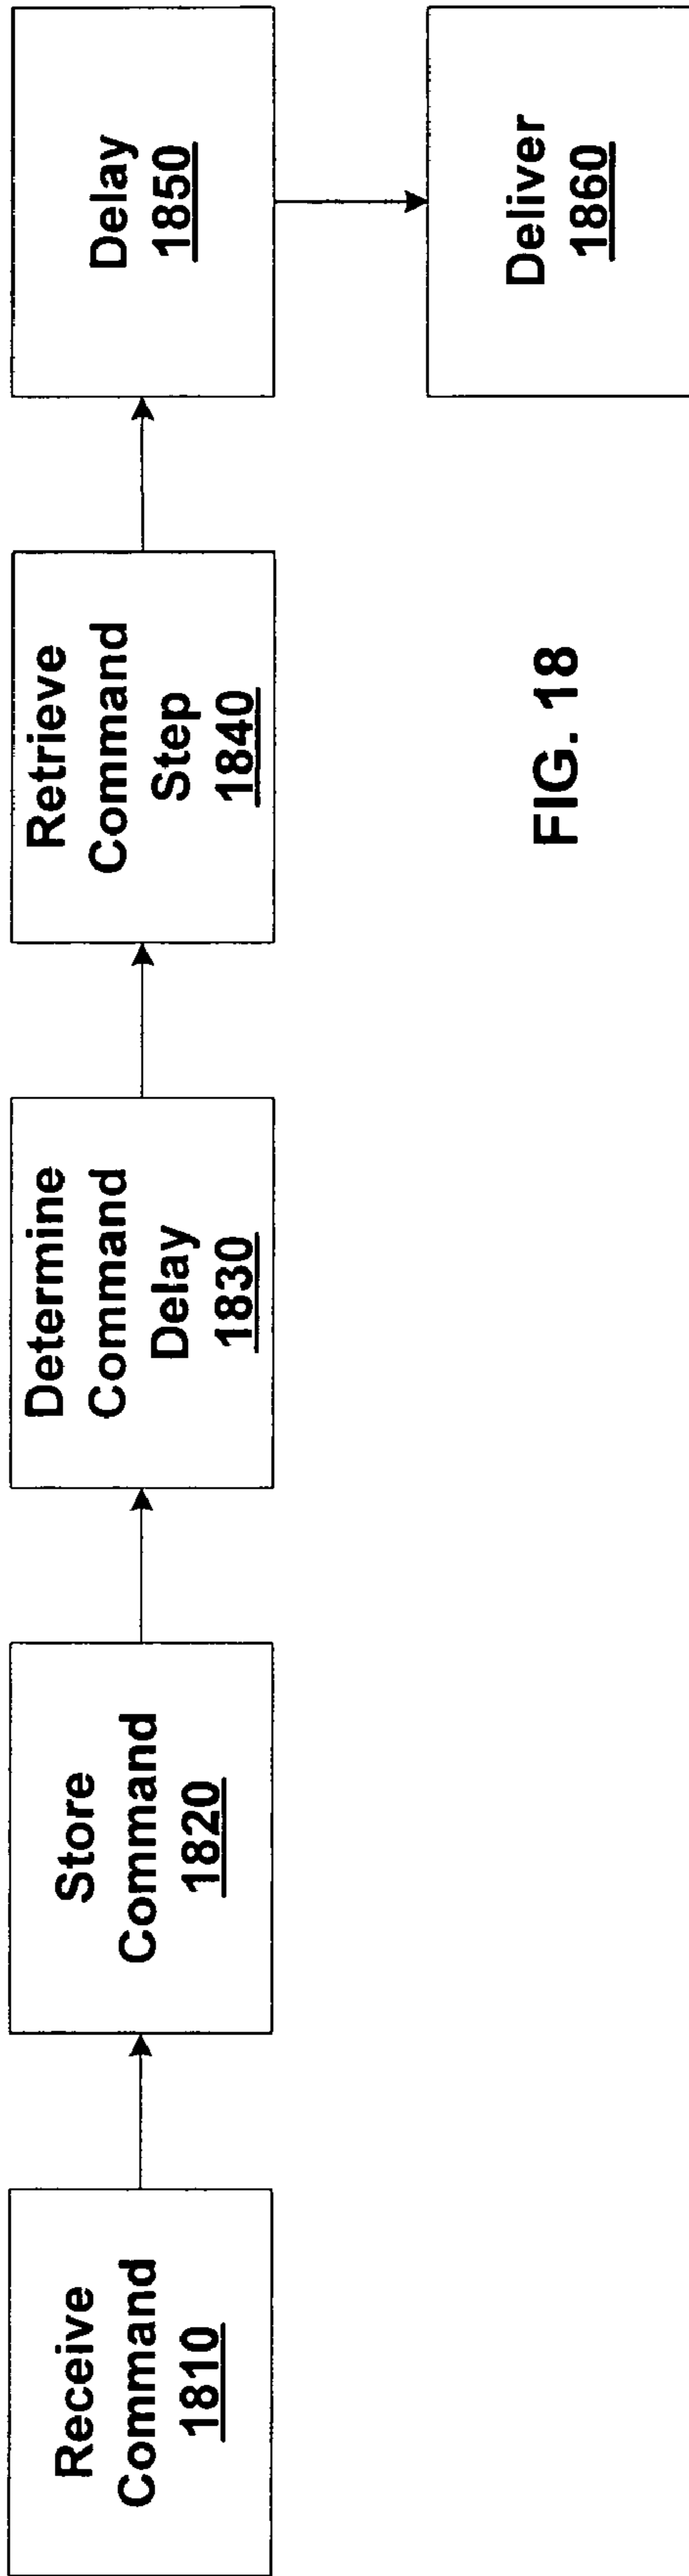 Receive
Command
1810
Store
Command
1820
Determine
Command
Delay
1830
Retrieve
Command
Step
1840
Delay
1850
Deliver
1860
FIG. 18